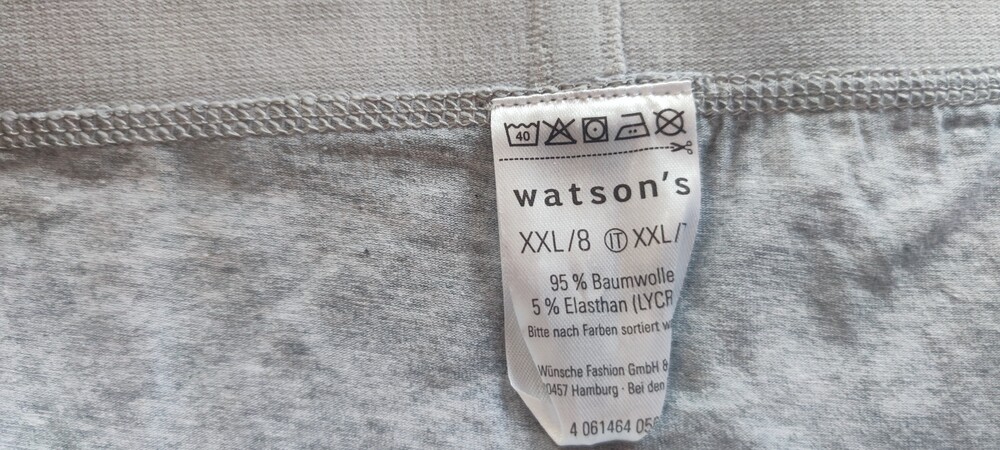 40
watson's
XXL/8 IT XXL/
95 % Baumwolle
5 % Elasthan (LYCR
Bitte nach Farben sortiert w
Wünsche Fashion GmbH &
0457 Hamburg · Bei den
4 061464 05